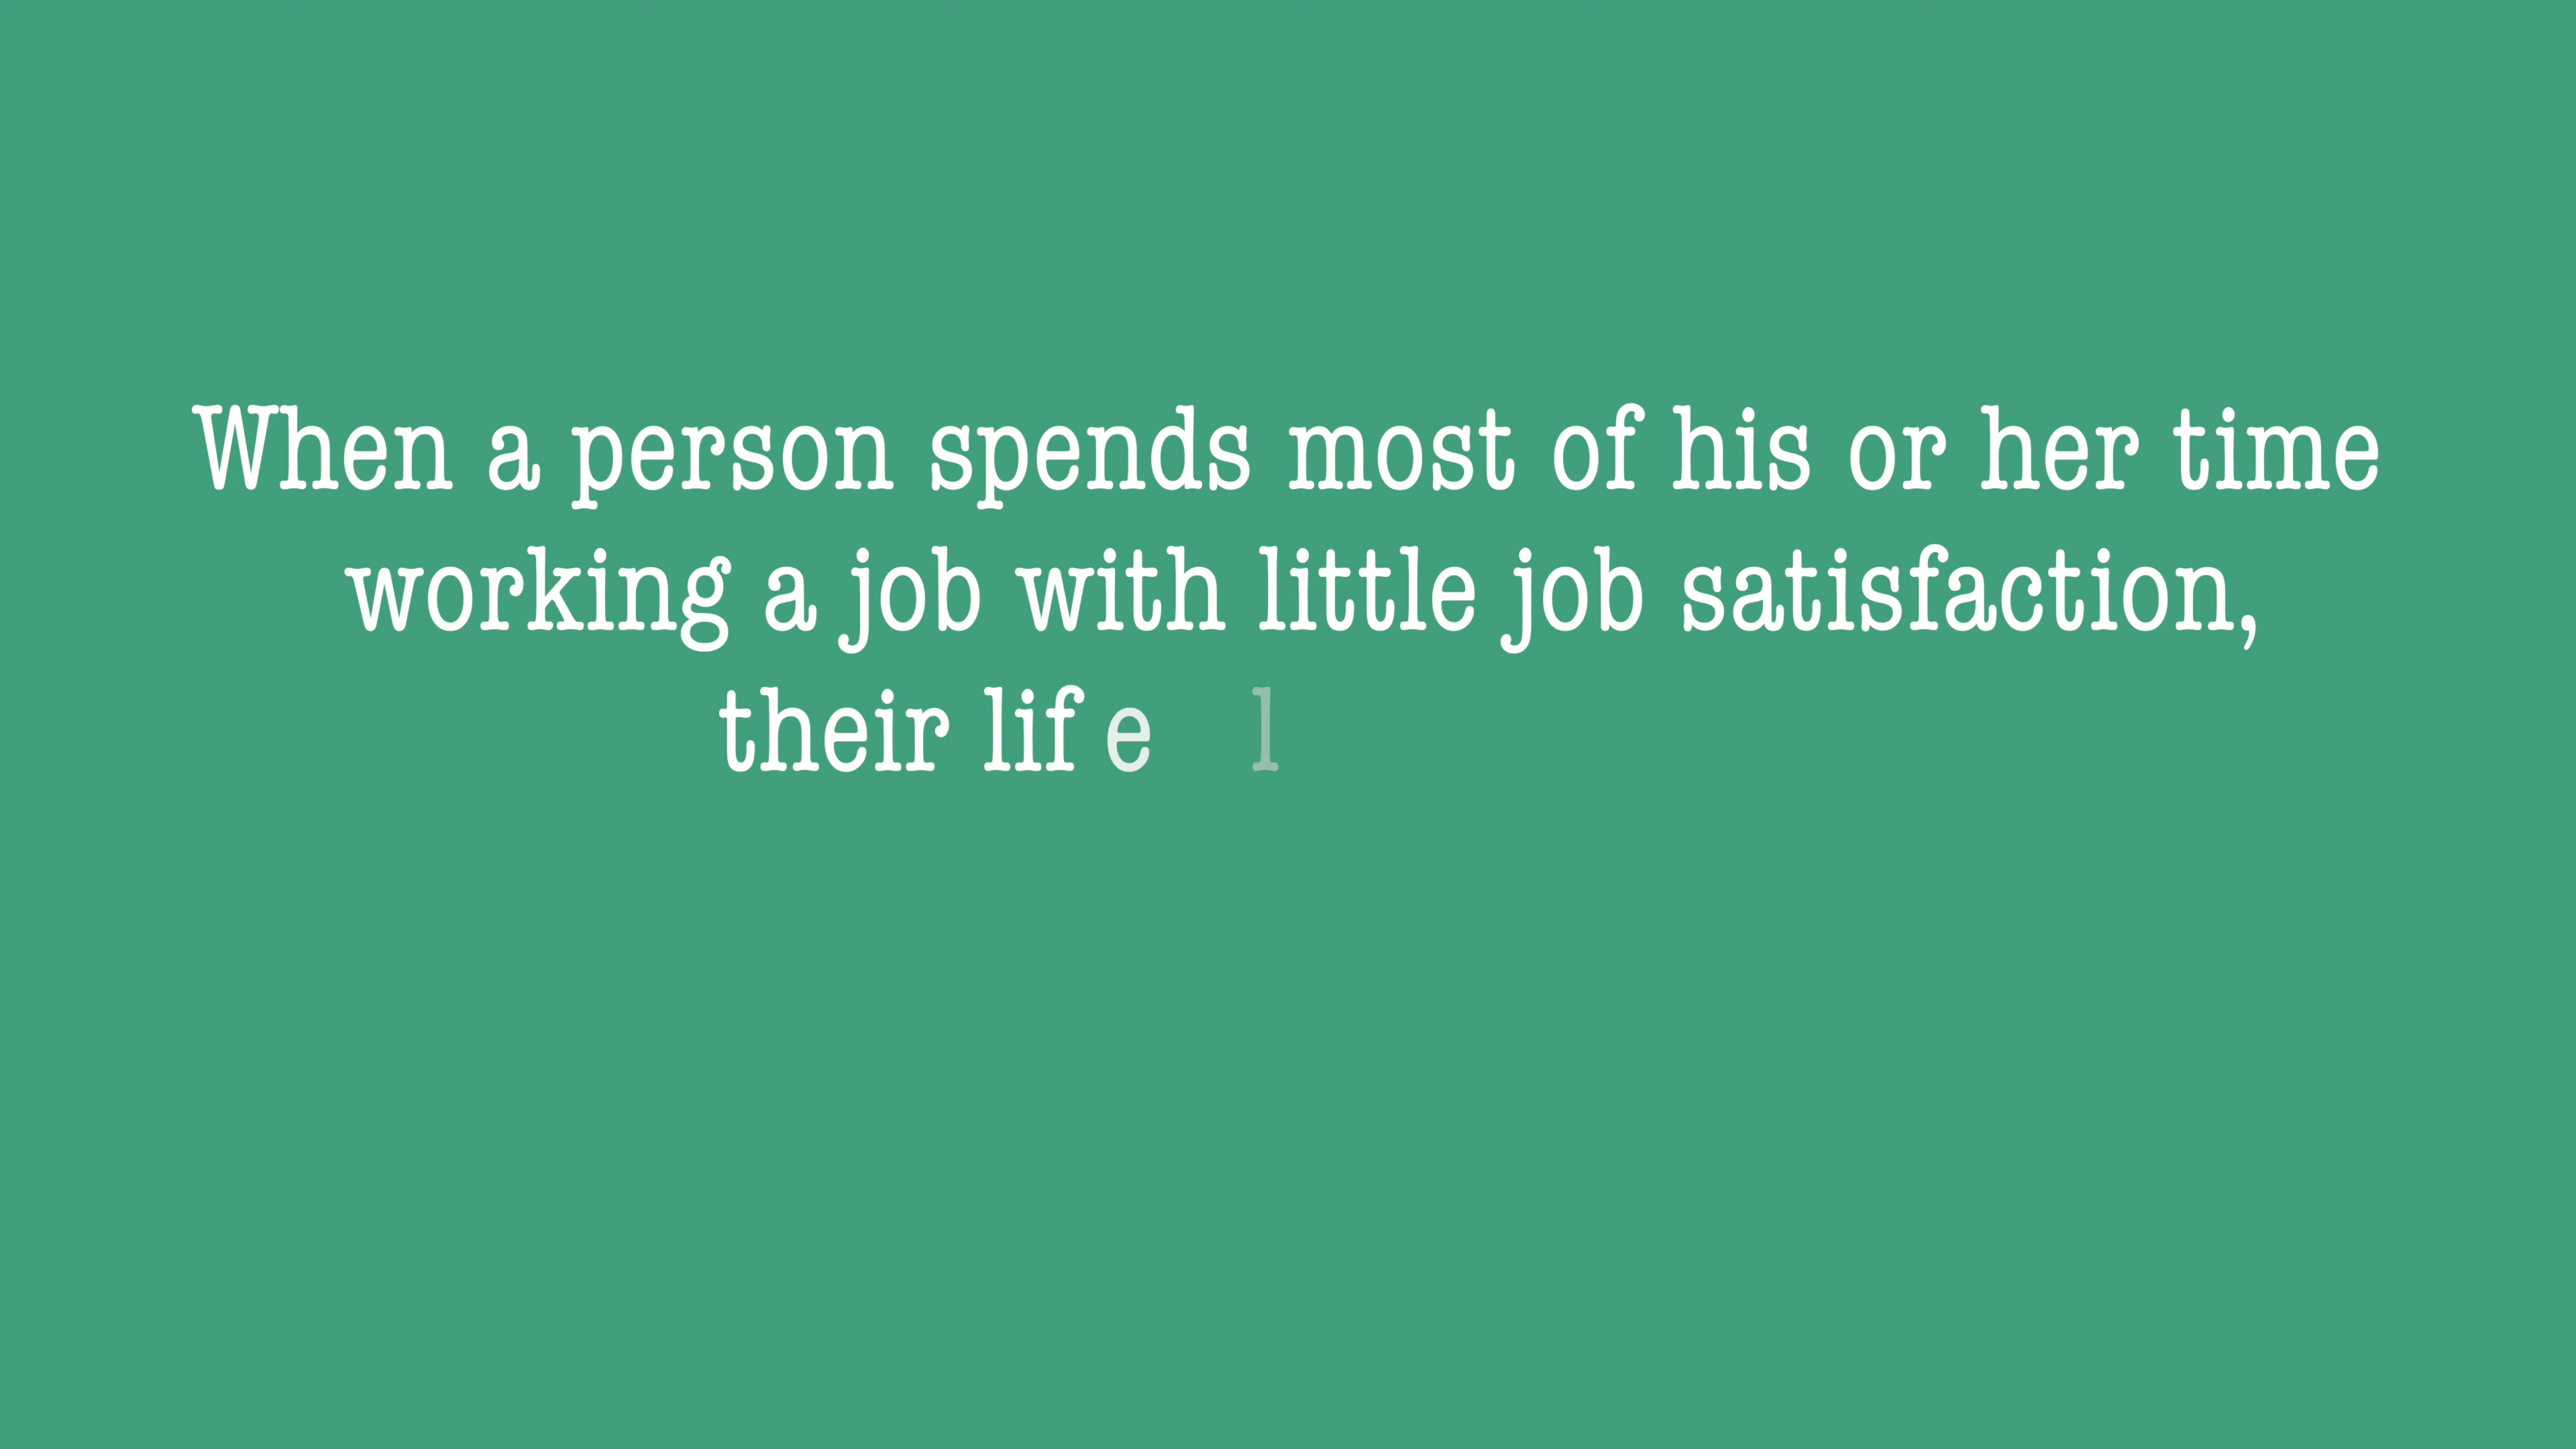 When a person spends most of his or her time
working a job with little job satisfaction,
their life l